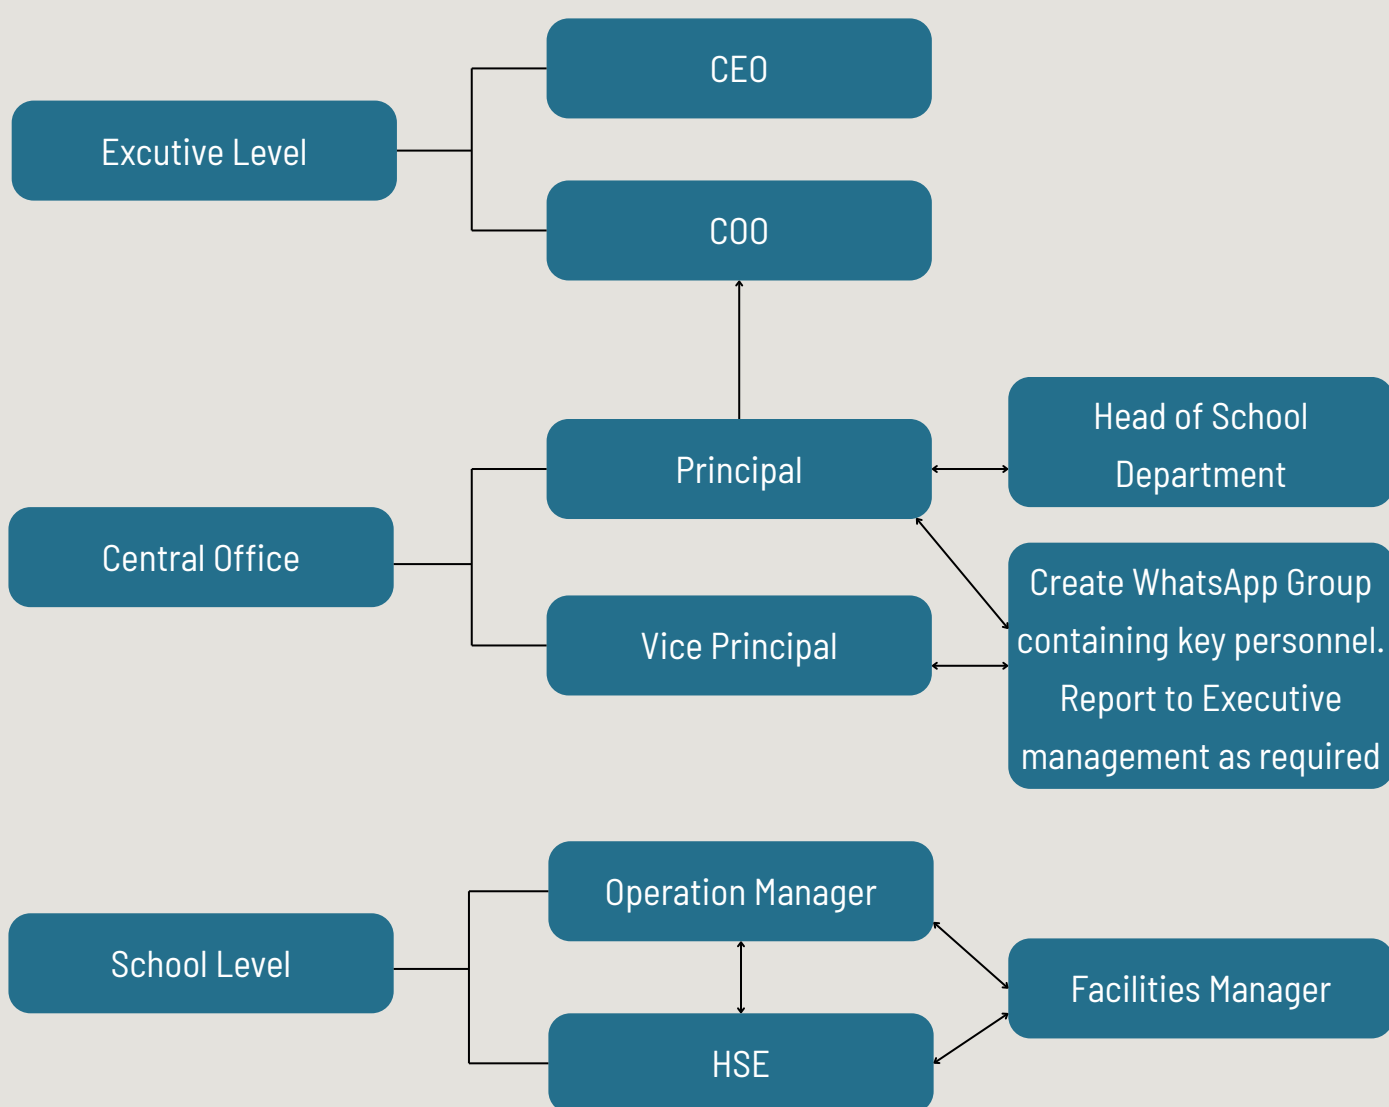 CEO
Excutive Level
COO
Principal
Head of School
Department
Central Office
Vice Principal
Create WhatsApp Group
containing key personnel.
Report to Executive
management as required
Operation Manager
School Level
Facilities Manager
HSE